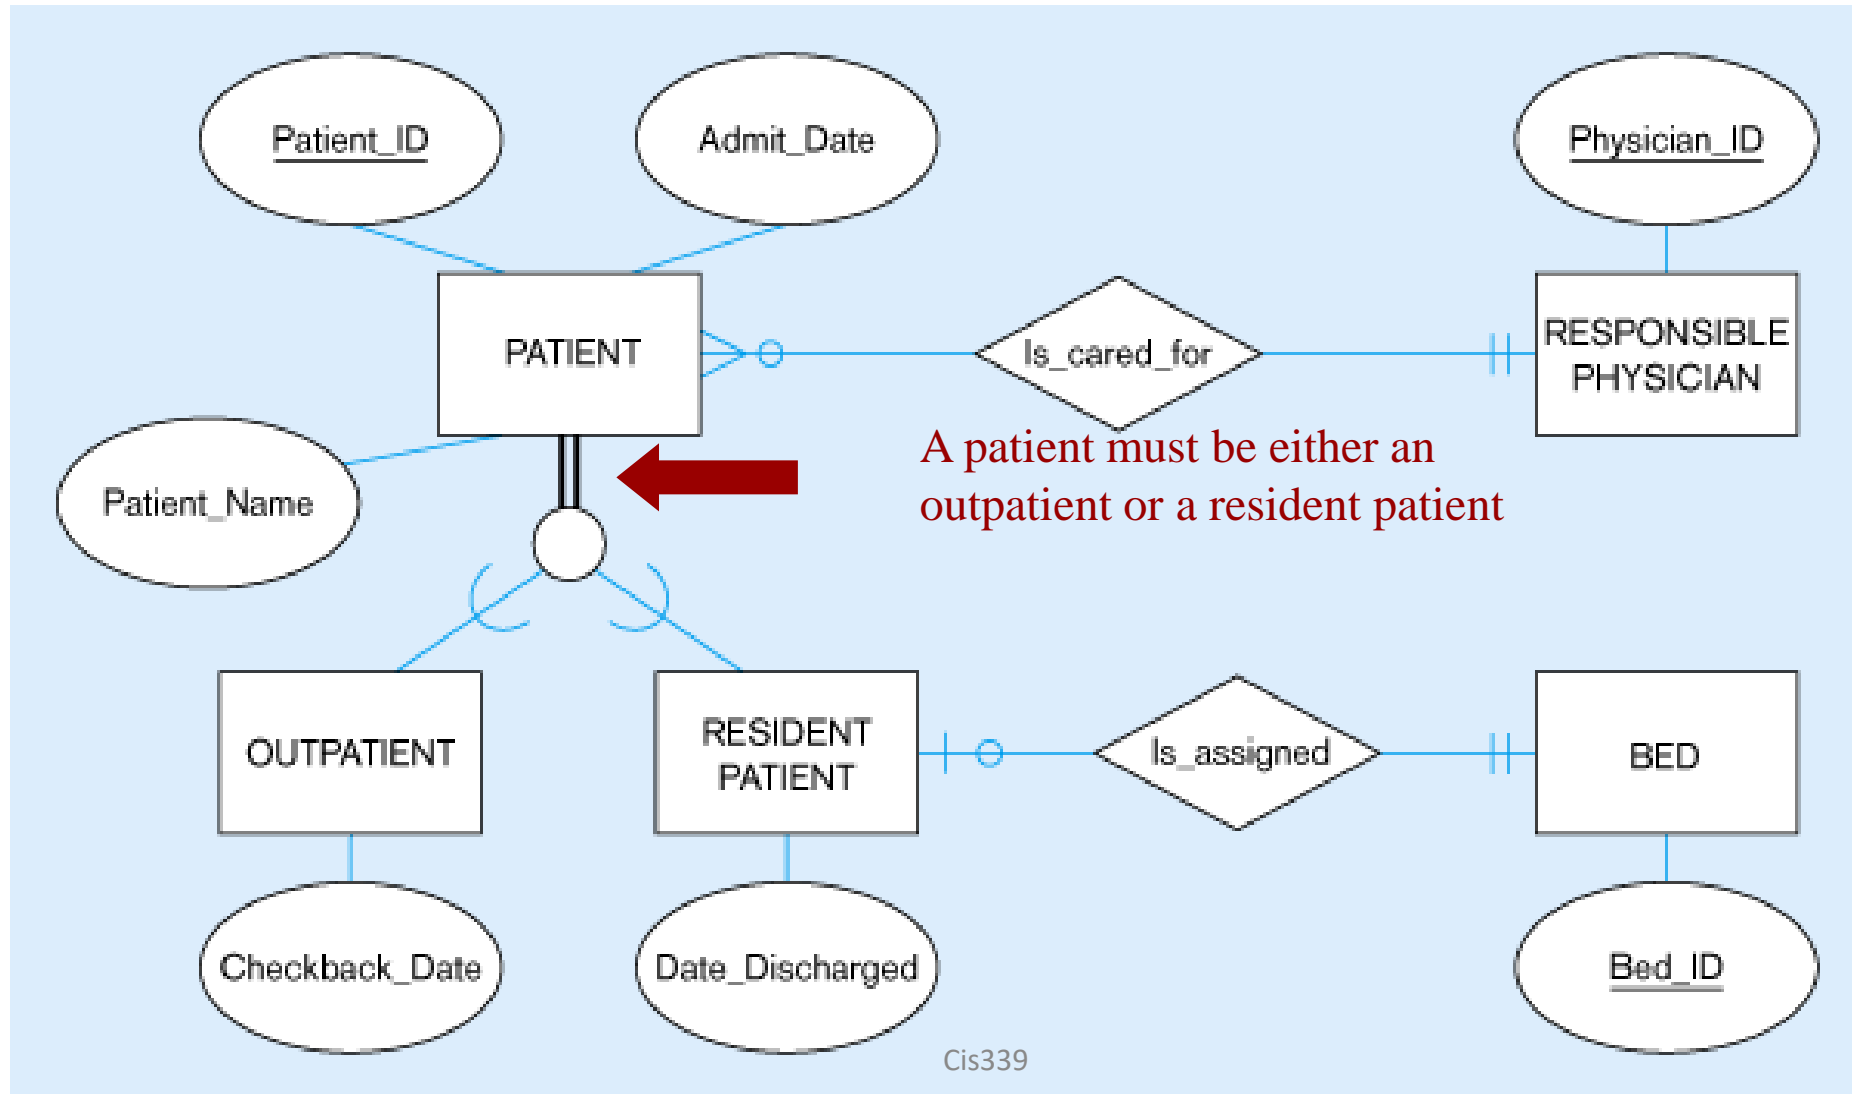 Patient_ID
Admit_Date
Physician_ID
PATIENT
Is_cared_for
RESPONSIBLE
PHYSICIAN
A patient must be either an
outpatient or a resident patient
Patient_Name
OUTPATIENT
RESIDENT
PATIENT
Is_assigned
BED
Checkback_Date
Date_Discharged
Bed_ID
Cis339